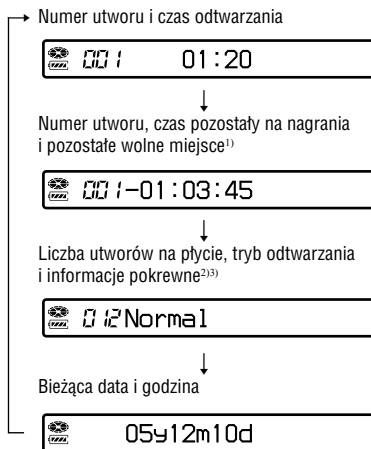 Numer utworu i czas odtwarzania
001 01:20
Numer utworu, czas pozostały na nagrania
i pozostałe wolne miejsce1)
001-01:03:45
Liczba utworów na płycie, tryb odtwarzania
i informacje pokrewne2)3)
012Normal
Bieżąca data i godzina
05y12m10d